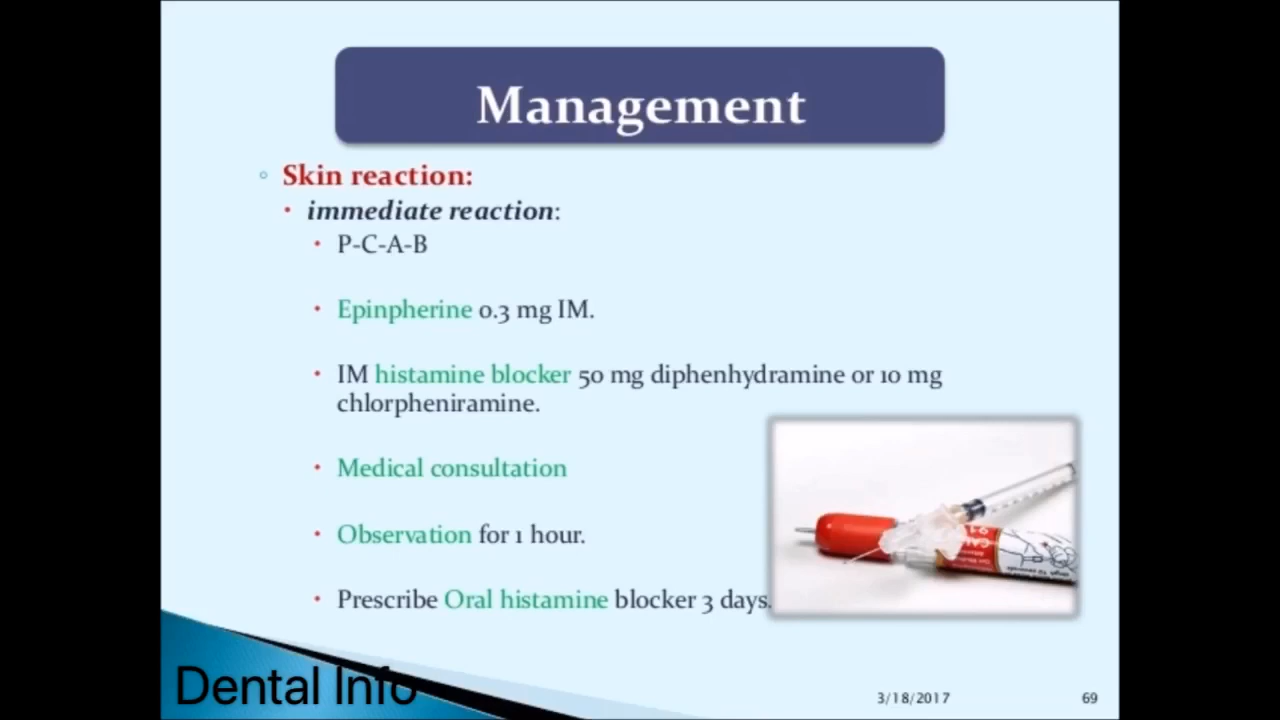 Management
Skin reaction:
immediate reaction:
P-C-A-B
Epinpherine 0.3 mg IM.
IM histamine blocker 50 mg diphenhydramine or 10 mg
chlorpheniramine.
Medical consultation
Observation for 1 hour.
Prescribe Oral histamine blocker 3 days.
Dental Info
3/18/2017
69